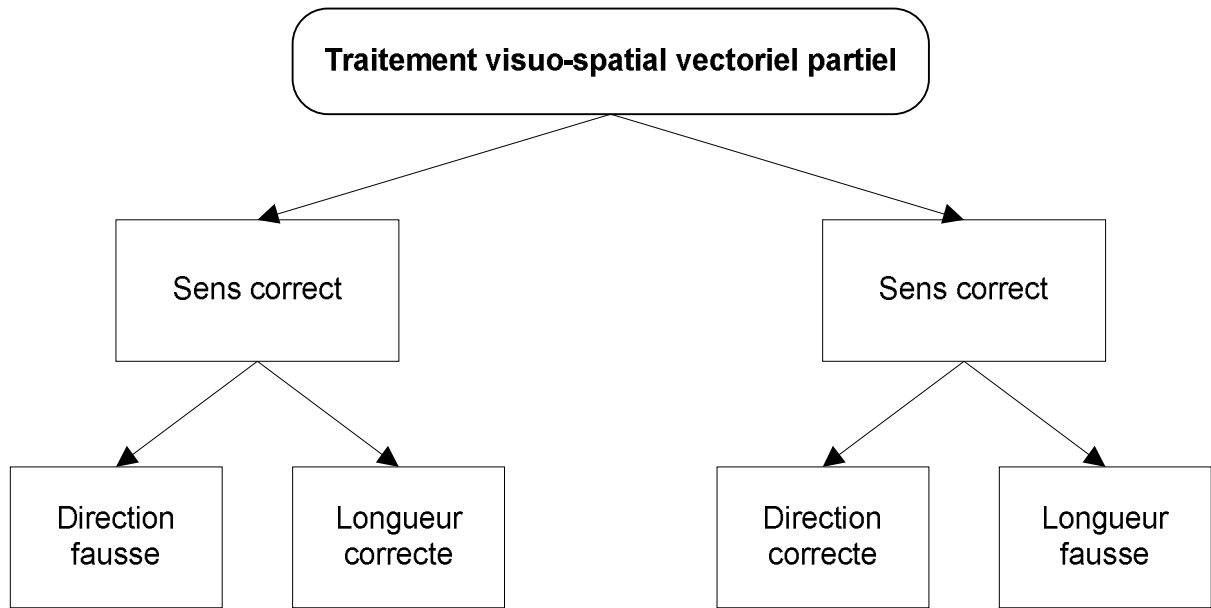 Traitement visuo-spatial vectoriel partiel
Sens correct
Sens correct
Direction
fausse
Longueur
correcte
Direction
correcte
Longueur
fausse